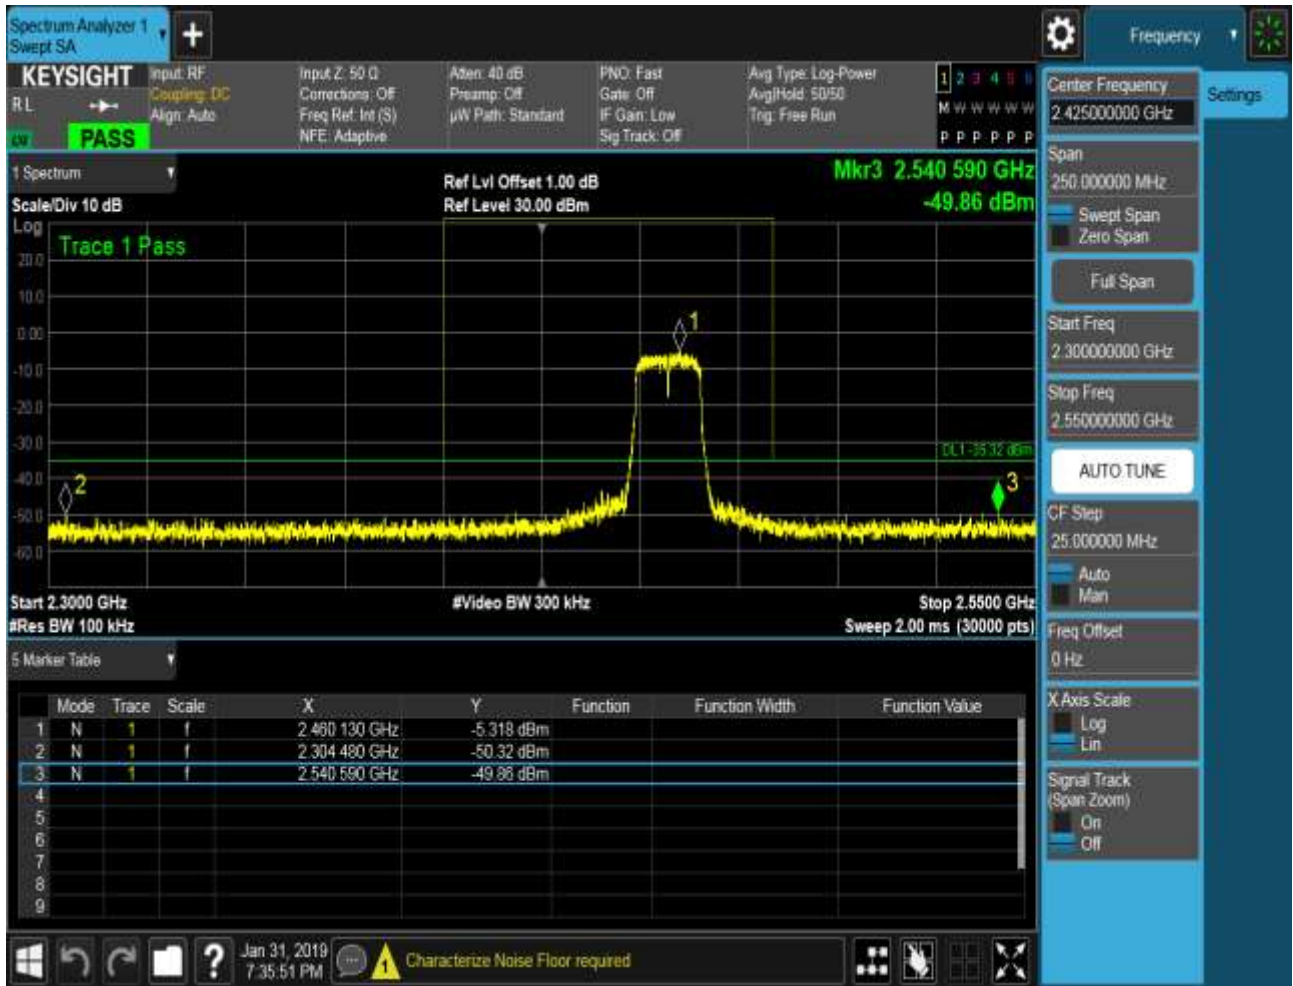 Spectrum Analyzer 1
Swept SA
Frequency
KEYSIGHT
RL
PASS
Input: RF
Coupling: DC
Align: Auto
Input Z: 50 Ω
Corrections: Off
Freq Ref: Int (S)
NFE: Adaptive
Atten: 40 dB
Preamp: Off
µW Path: Standard
PNO: Fast
Gate: Off
IF Gain: Low
Sig Track: Off
Avg Type: Log-Power
Avg|Hold: 50/50
Trig: Free Run
1 2 3 4 5 6
M W W W W W
P P P P P P
1 Spectrum
Scale/Div 10 dB
Ref Lvl Offset 1.00 dB
Ref Level 30.00 dBm
Mkr3 2.540 590 GHz
-49.86 dBm
Log
Trace 1 Pass
20.0
10.0
0.00
-10.0
-20.0
-30.0
-40.0
-50.0
-60.0
1
2
3
DL1 -35.32 dBm
Start 2.3000 GHz
#Res BW 100 kHz
#Video BW 300 kHz
Stop 2.5500 GHz
Sweep 2.00 ms (30000 pts)
5 Marker Table
Mode Trace Scale X Y Function Function Width Function Value
1 N 1 f 2.460 130 GHz -5.318 dBm
2 N 1 f 2.304 480 GHz -50.32 dBm
3 N 1 f 2.540 590 GHz -49.86 dBm
4
5
6
7
8
9
Jan 31, 2019
7:35:51 PM
1
Characterize Noise Floor required
Settings
Center Frequency
2.425000000 GHz
Span
250.000000 MHz
Swept Span
Zero Span
Full Span
Start Freq
2.300000000 GHz
Stop Freq
2.550000000 GHz
AUTO TUNE
CF Step
25.000000 MHz
Auto
Man
Freq Offset
0 Hz
X Axis Scale
Log
Lin
Signal Track
(Span Zoom)
On
Off